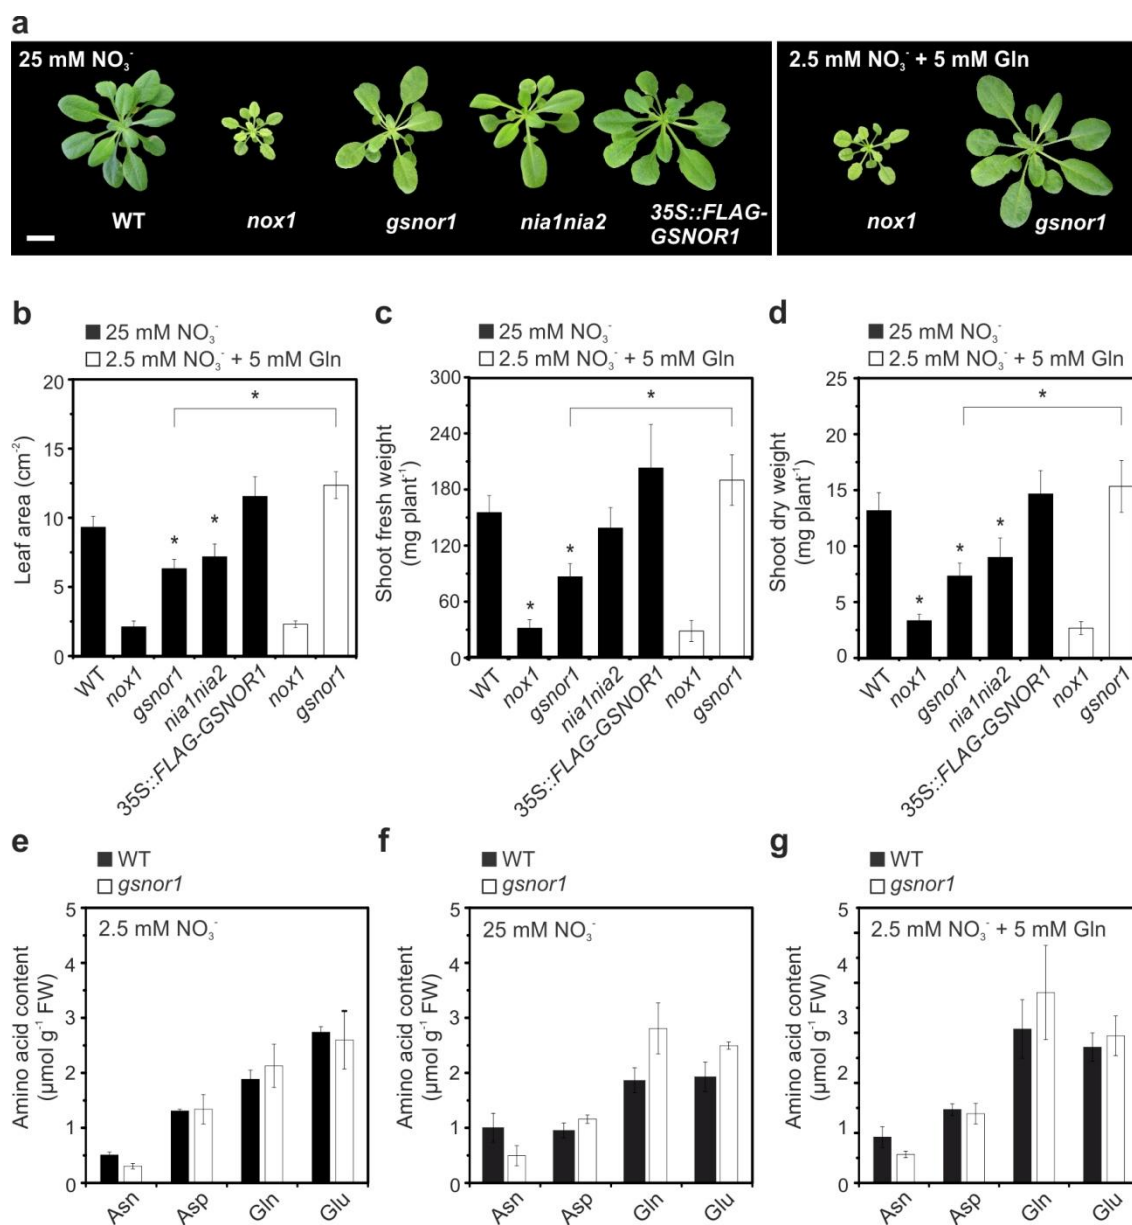 a
25 mM NO₃⁻
2.5 mM NO₃⁻ + 5 mM Gln
WT
nox1
gsnor1
nia1nia2
35S::FLAG-
GSNOR1
nox1
gsnor1
b
25 mM NO₃⁻
2.5 mM NO₃⁻ + 5 mM Gln
Leaf area (cm⁻²)
20
15
10
5
0
*
*
*
WT
nox1
gsnor1
nia1nia2
35S::FLAG-GSNOR1
nox1
gsnor1
c
25 mM NO₃⁻
2.5 mM NO₃⁻ + 5 mM Gln
Shoot fresh weight
(mg plant⁻¹)
300
240
180
120
60
0
*
*
*
WT
nox1
gsnor1
nia1nia2
35S::FLAG-GSNOR1
nox1
gsnor1
d
25 mM NO₃⁻
2.5 mM NO₃⁻ + 5 mM Gln
Shoot dry weight
(mg plant⁻¹)
25
20
15
10
5
0
*
*
*
*
WT
nox1
gsnor1
nia1nia2
35S::FLAG-GSNOR1
nox1
gsnor1
e
WT
gsnor1
2.5 mM NO₃⁻
Amino acid content
(µmol g⁻¹ FW)
5
4
3
2
1
0
Asn
Asp
Gln
Glu
f
WT
gsnor1
25 mM NO₃⁻
Amino acid content
(µmol g⁻¹ FW)
5
4
3
2
1
0
Asn
Asp
Gln
Glu
g
WT
gsnor1
2.5 mM NO₃⁻ + 5 mM Gln
Amino acid content
(µmol g⁻¹ FW)
5
4
3
2
1
0
Asn
Asp
Gln
Glu